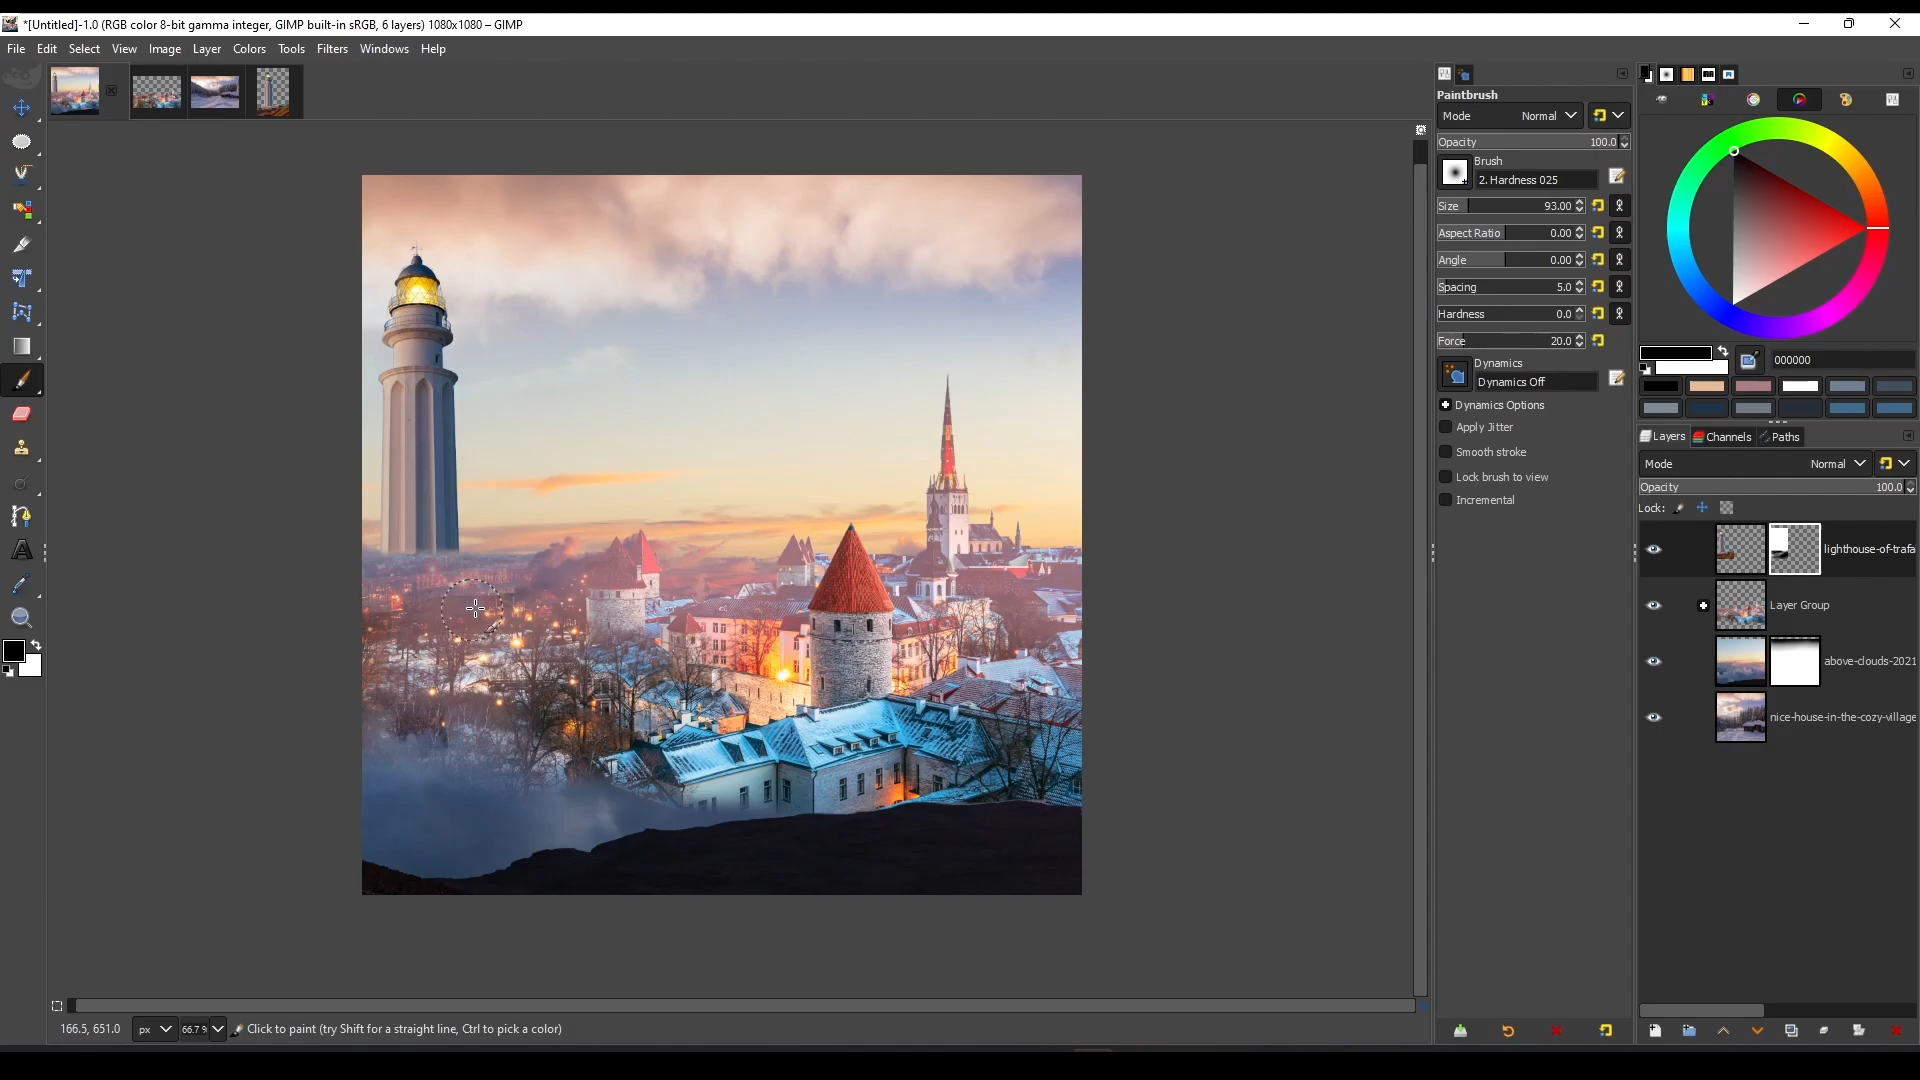 *[Untitled]-1.0 (RGB color 8-bit gamma integer, GIMP built-in sRGB, 6 layers) 1080x1080 – GIMP
File Edit Select View Image Layer Colors Tools Filters Windows Help
Paintbrush
Mode Normal
Opacity 100.0
Brush
2. Hardness 025
Size 93.00
Aspect Ratio 0.00
Angle 0.00
Spacing 5.0
Hardness 0.0
Force 20.0
Dynamics
Dynamics Off
Dynamics Options
Apply Jitter
Smooth stroke
Lock brush to view
Incremental
000000
Layers Channels Paths
Mode Normal
Opacity 100.0
Lock:
lighthouse-of-trafa
Layer Group
above-clouds-2021
nice-house-in-the-cozy-village
166.5, 651.0 px 66.7 % Click to paint (try Shift for a straight line, Ctrl to pick a color)